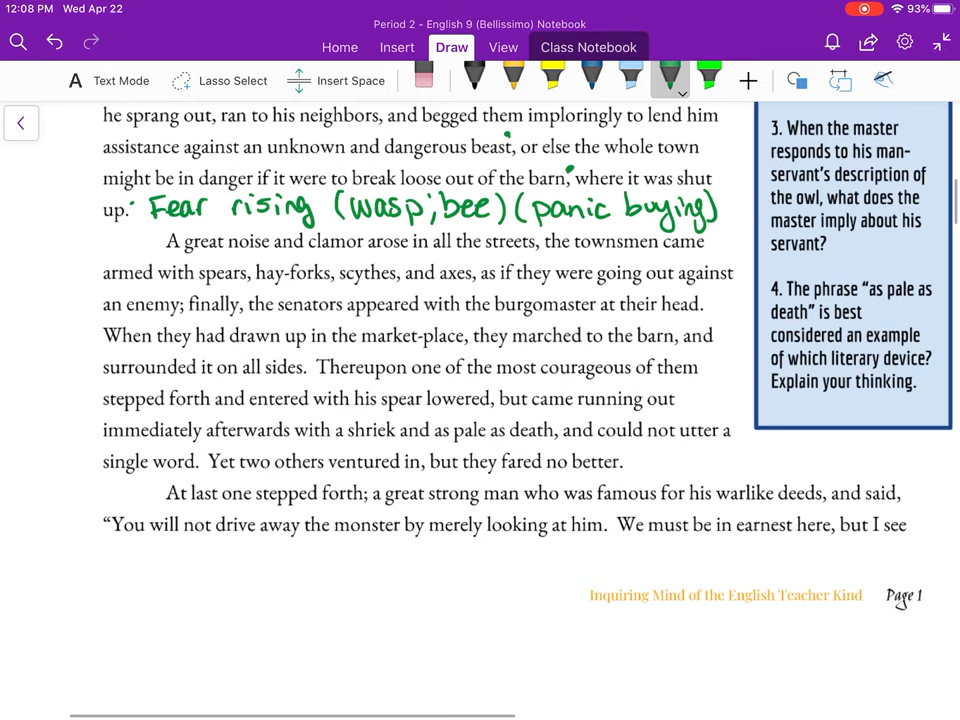 12:08 PM Wed Apr 22
93%
Period 2 - English 9 (Bellissimo) Notebook
Home Insert Draw View Class Notebook
A Text Mode Lasso Select Insert Space
he sprang out, ran to his neighbors, and begged them imploringly to lend him
assistance against an unknown and dangerous beast, or else the whole town
might be in danger if it were to break loose out of the barn, where it was shut
up. Fear rising (wasp; bee) (panic buying)
A great noise and clamor arose in all the streets, the townsmen came
armed with spears, hay-forks, scythes, and axes, as if they were going out against
an enemy; finally, the senators appeared with the burgomaster at their head.
When they had drawn up in the market-place, they marched to the barn, and
surrounded it on all sides. Thereupon one of the most courageous of them
stepped forth and entered with his spear lowered, but came running out
immediately afterwards with a shriek and as pale as death, and could not utter a
single word. Yet two others ventured in, but they fared no better.
At last one stepped forth; a great strong man who was famous for his warlike deeds, and said,
“You will not drive away the monster by merely looking at him. We must be in earnest here, but I see
3. When the master
responds to his man-
servant’s description of
the owl, what does the
master imply about his
servant?
4. The phrase “as pale as
death” is best
considered an example
of which literary device?
Explain your thinking.
Inquiring Mind of the English Teacher Kind Page 1